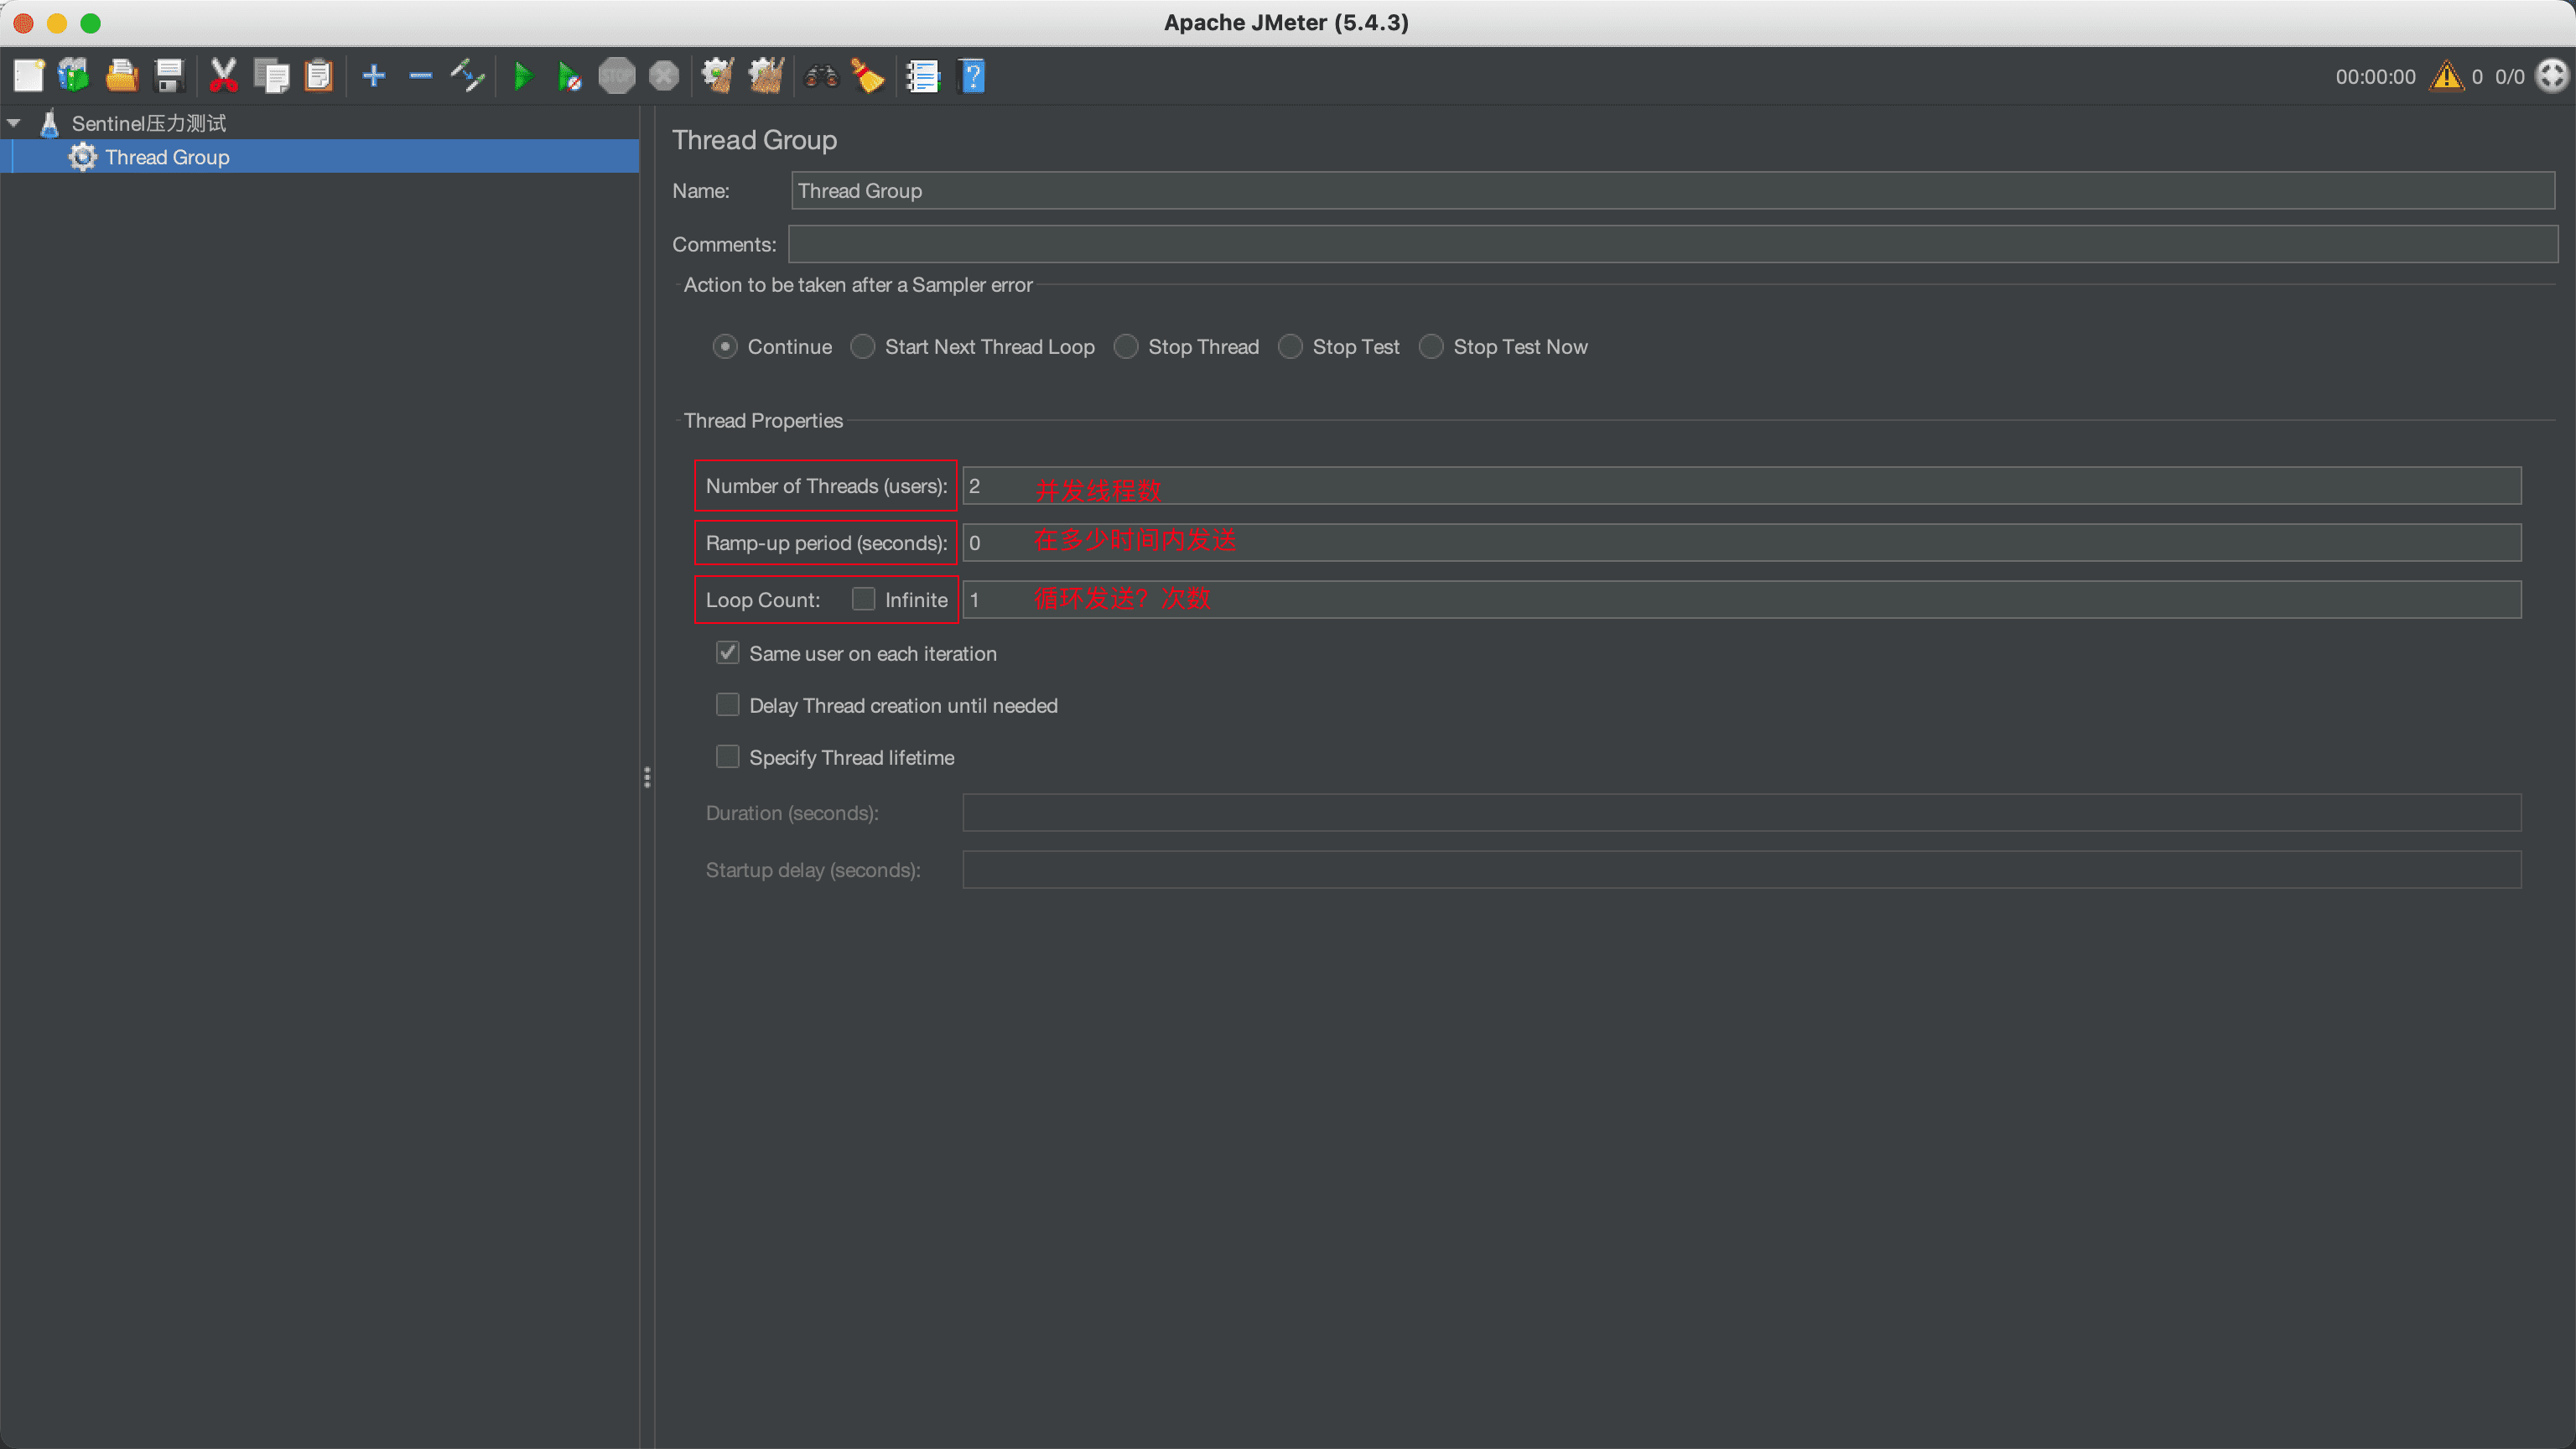 Apache JMeter (5.4.3)
STOP
00:00:00 0 0/0
Sentinel压力测试
Thread Group
Thread Group
Name: Thread Group
Comments:
Action to be taken after a Sampler error
Continue Start Next Thread Loop Stop Thread Stop Test Stop Test Now
Thread Properties
Number of Threads (users): 2 并发线程数
Ramp-up period (seconds): 0 在多少时间内发送
Loop Count: Infinite 1 循环发送？次数
Same user on each iteration
Delay Thread creation until needed
Specify Thread lifetime
Duration (seconds):
Startup delay (seconds):